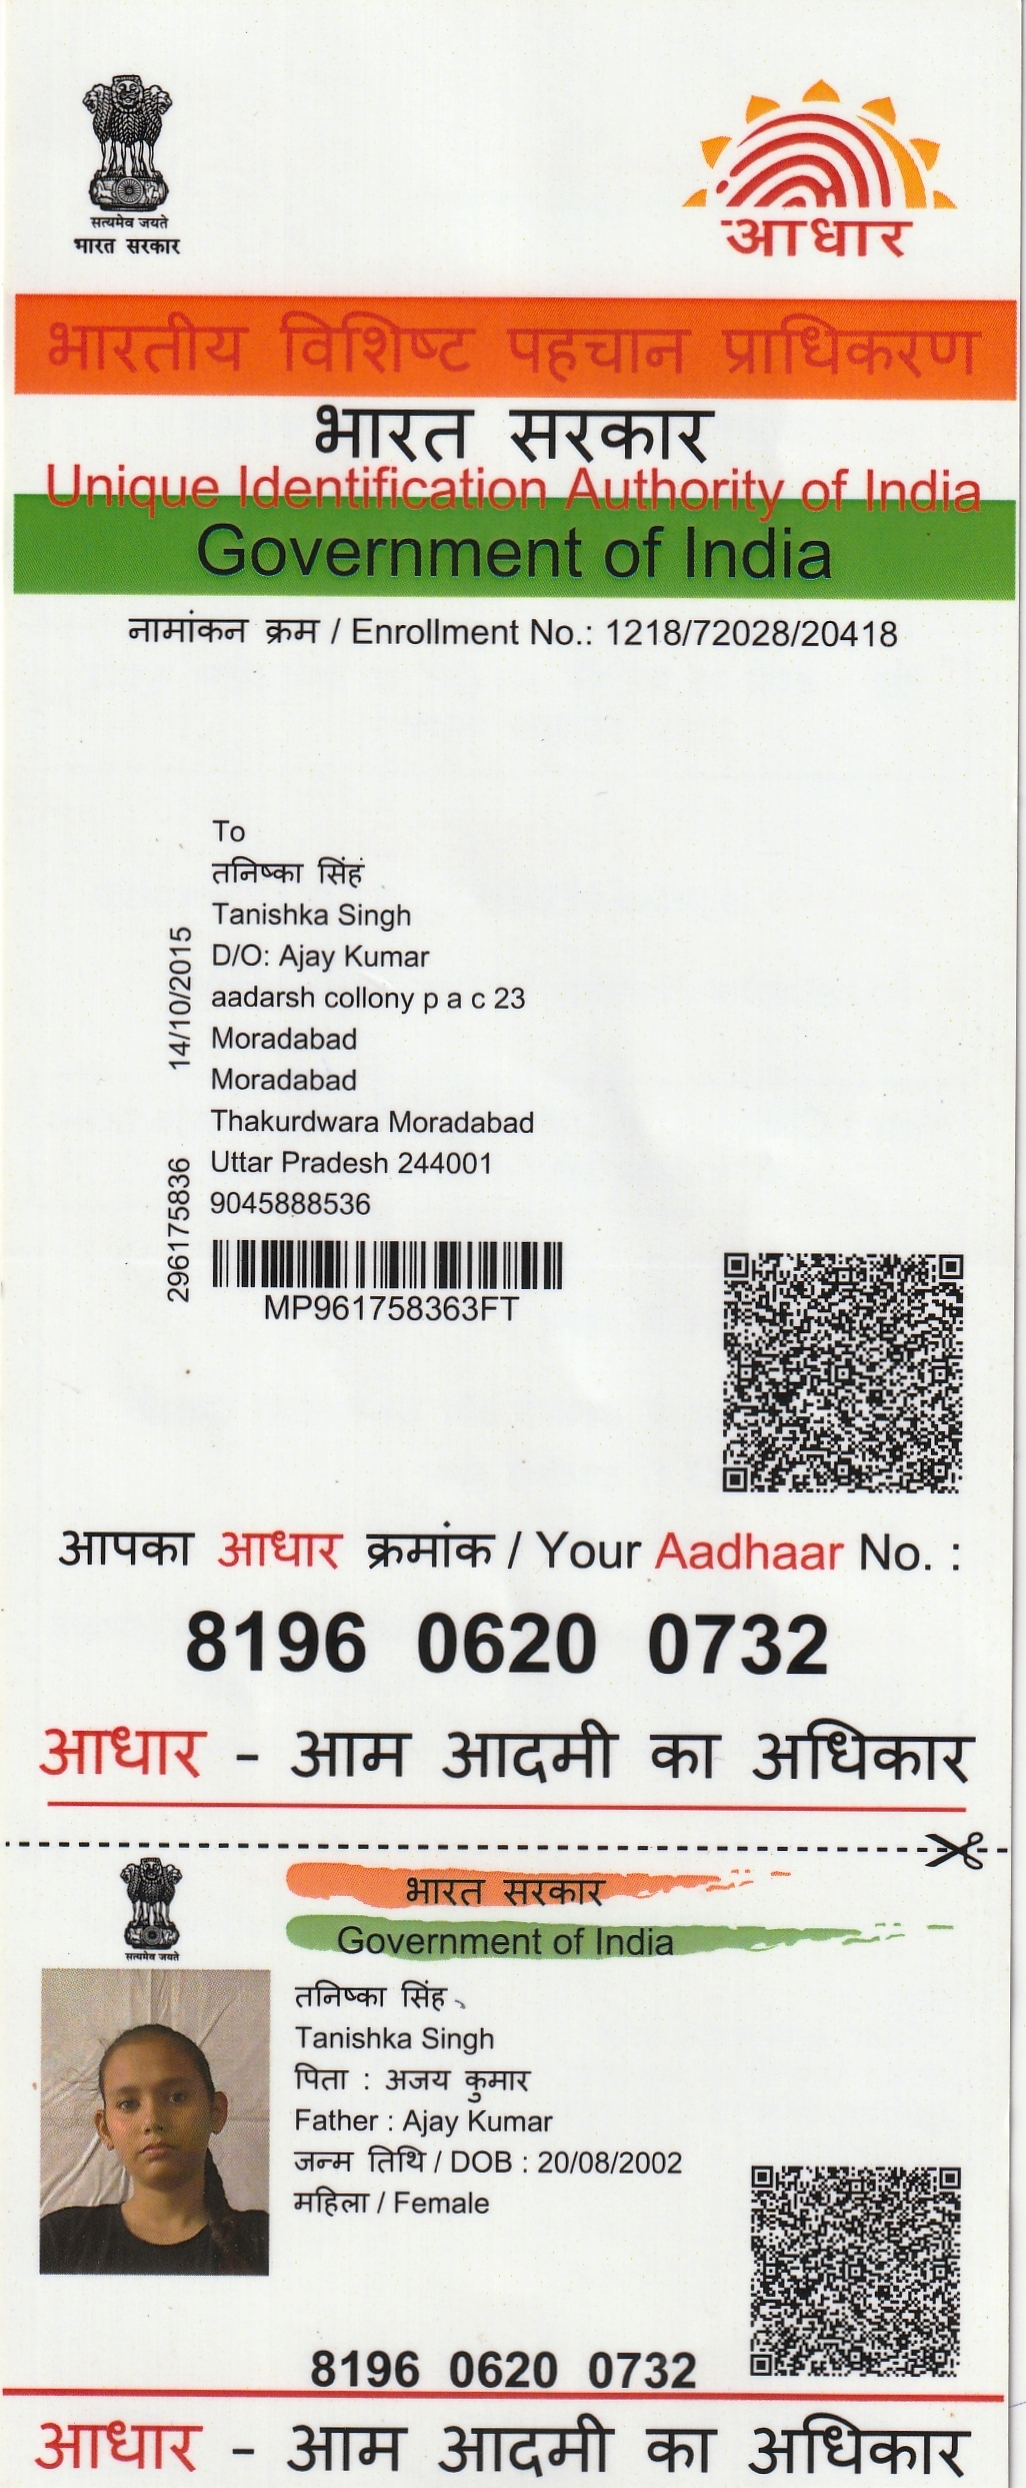 सत्यमेव जयते
भारत सरकार
आधार
भारतीय विशिष्ट पहचान प्राधिकरण
भारत सरकार
Unique Identification Authority of India
Government of India
नामांकन क्रम / Enrollment No.: 1218/72028/20418
To
तनिष्का सिंह
Tanishka Singh
D/O: Ajay Kumar
aadarsh collony p a c 23
Moradabad
Moradabad
Thakurdwara Moradabad
Uttar Pradesh 244001
9045888536
14/10/2015
296175836
MP961758363FT
आपका आधार क्रमांक / Your Aadhaar No. :
8196 0620 0732
आधार - आम आदमी का अधिकार
सत्यमेव जयते
भारत सरकार
Government of India
तनिष्का सिंह
Tanishka Singh
पिता : अजय कुमार
Father : Ajay Kumar
जन्म तिथि / DOB : 20/08/2002
महिला / Female
8196 0620 0732
आधार - आम आदमी का अधिकार